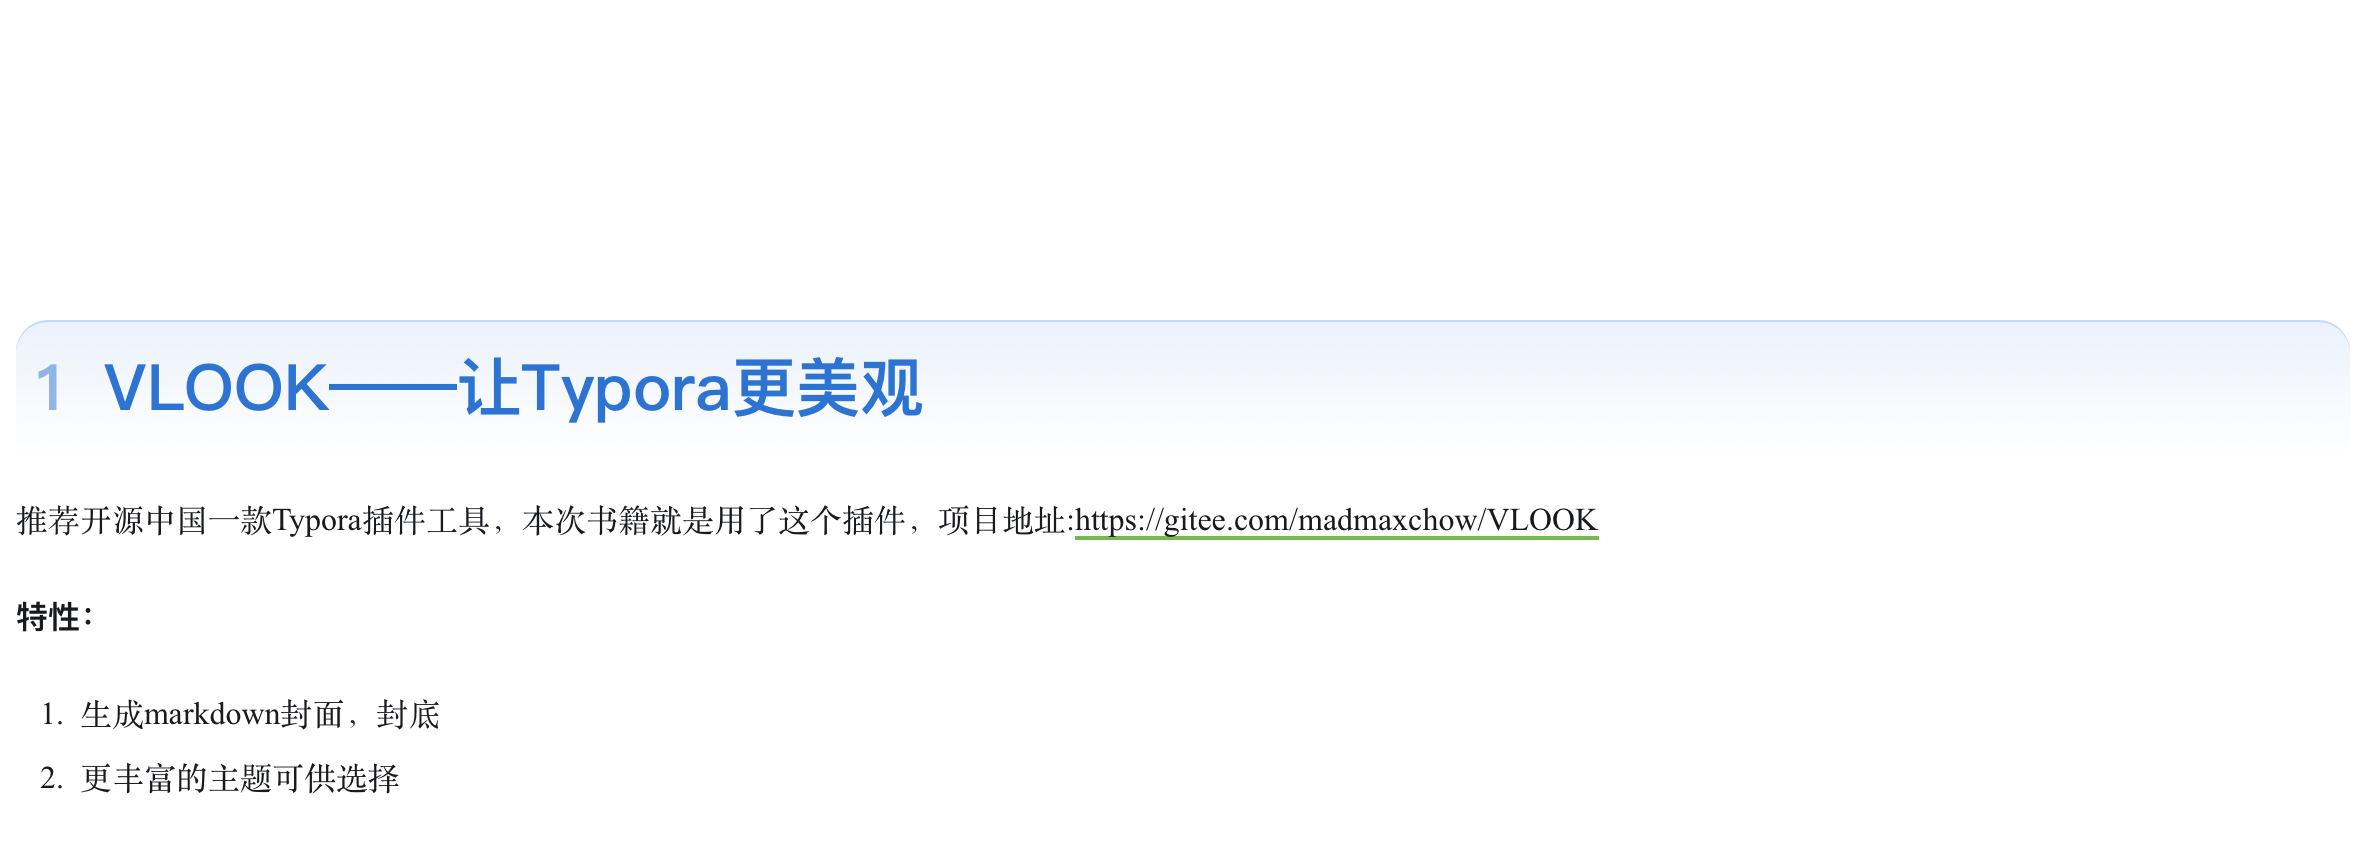 1 VLOOK——让Typora更美观
推荐开源中国一款Typora插件工具，本次书籍就是用了这个插件，项目地址:https://gitee.com/madmaxchow/VLOOK
特性：
1. 生成markdown封面，封底
2. 更丰富的主题可供选择